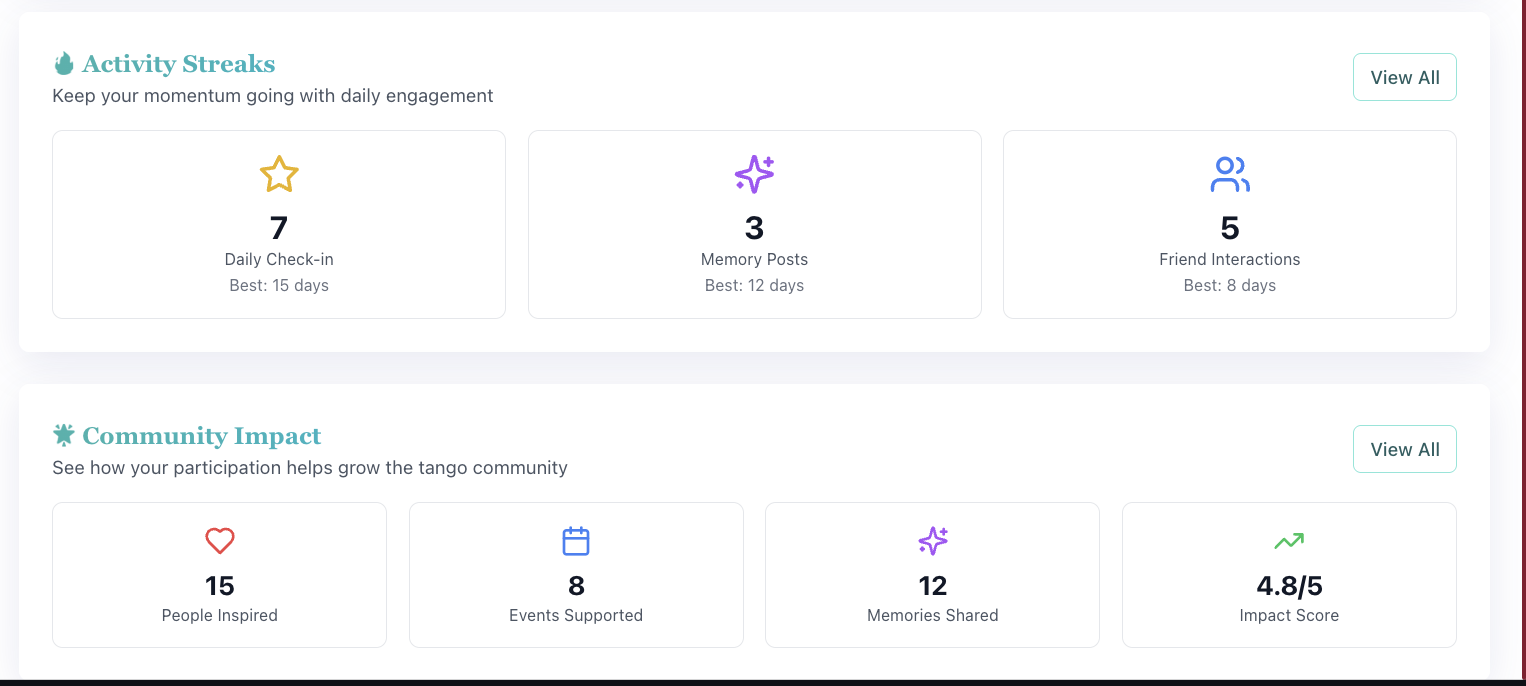 Activity Streaks
Keep your momentum going with daily engagement
View All
7
Daily Check-in
Best: 15 days
3
Memory Posts
Best: 12 days
5
Friend Interactions
Best: 8 days
Community Impact
See how your participation helps grow the tango community
View All
15
People Inspired
8
Events Supported
12
Memories Shared
4.8/5
Impact Score